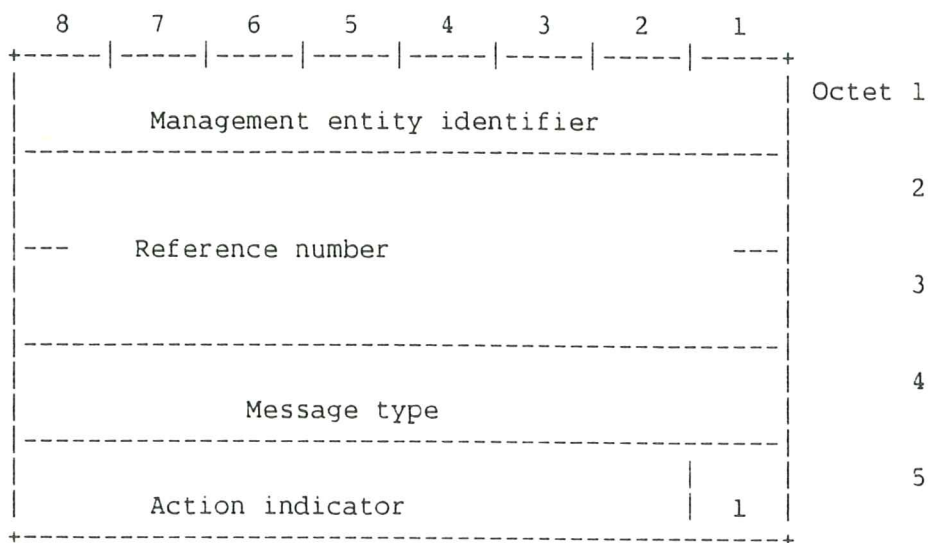 8 7 6 5 4 3 2 1
+-----|-----|-----|-----|-----|-----|-----|-----+
Octet 1
Management entity identifier
-----------------------------------------------
2
--- Reference number ---
3
-----------------------------------------------
4
Message type
-----------------------------------------------
5
Action indicator | 1
+-----------------------------------------------+